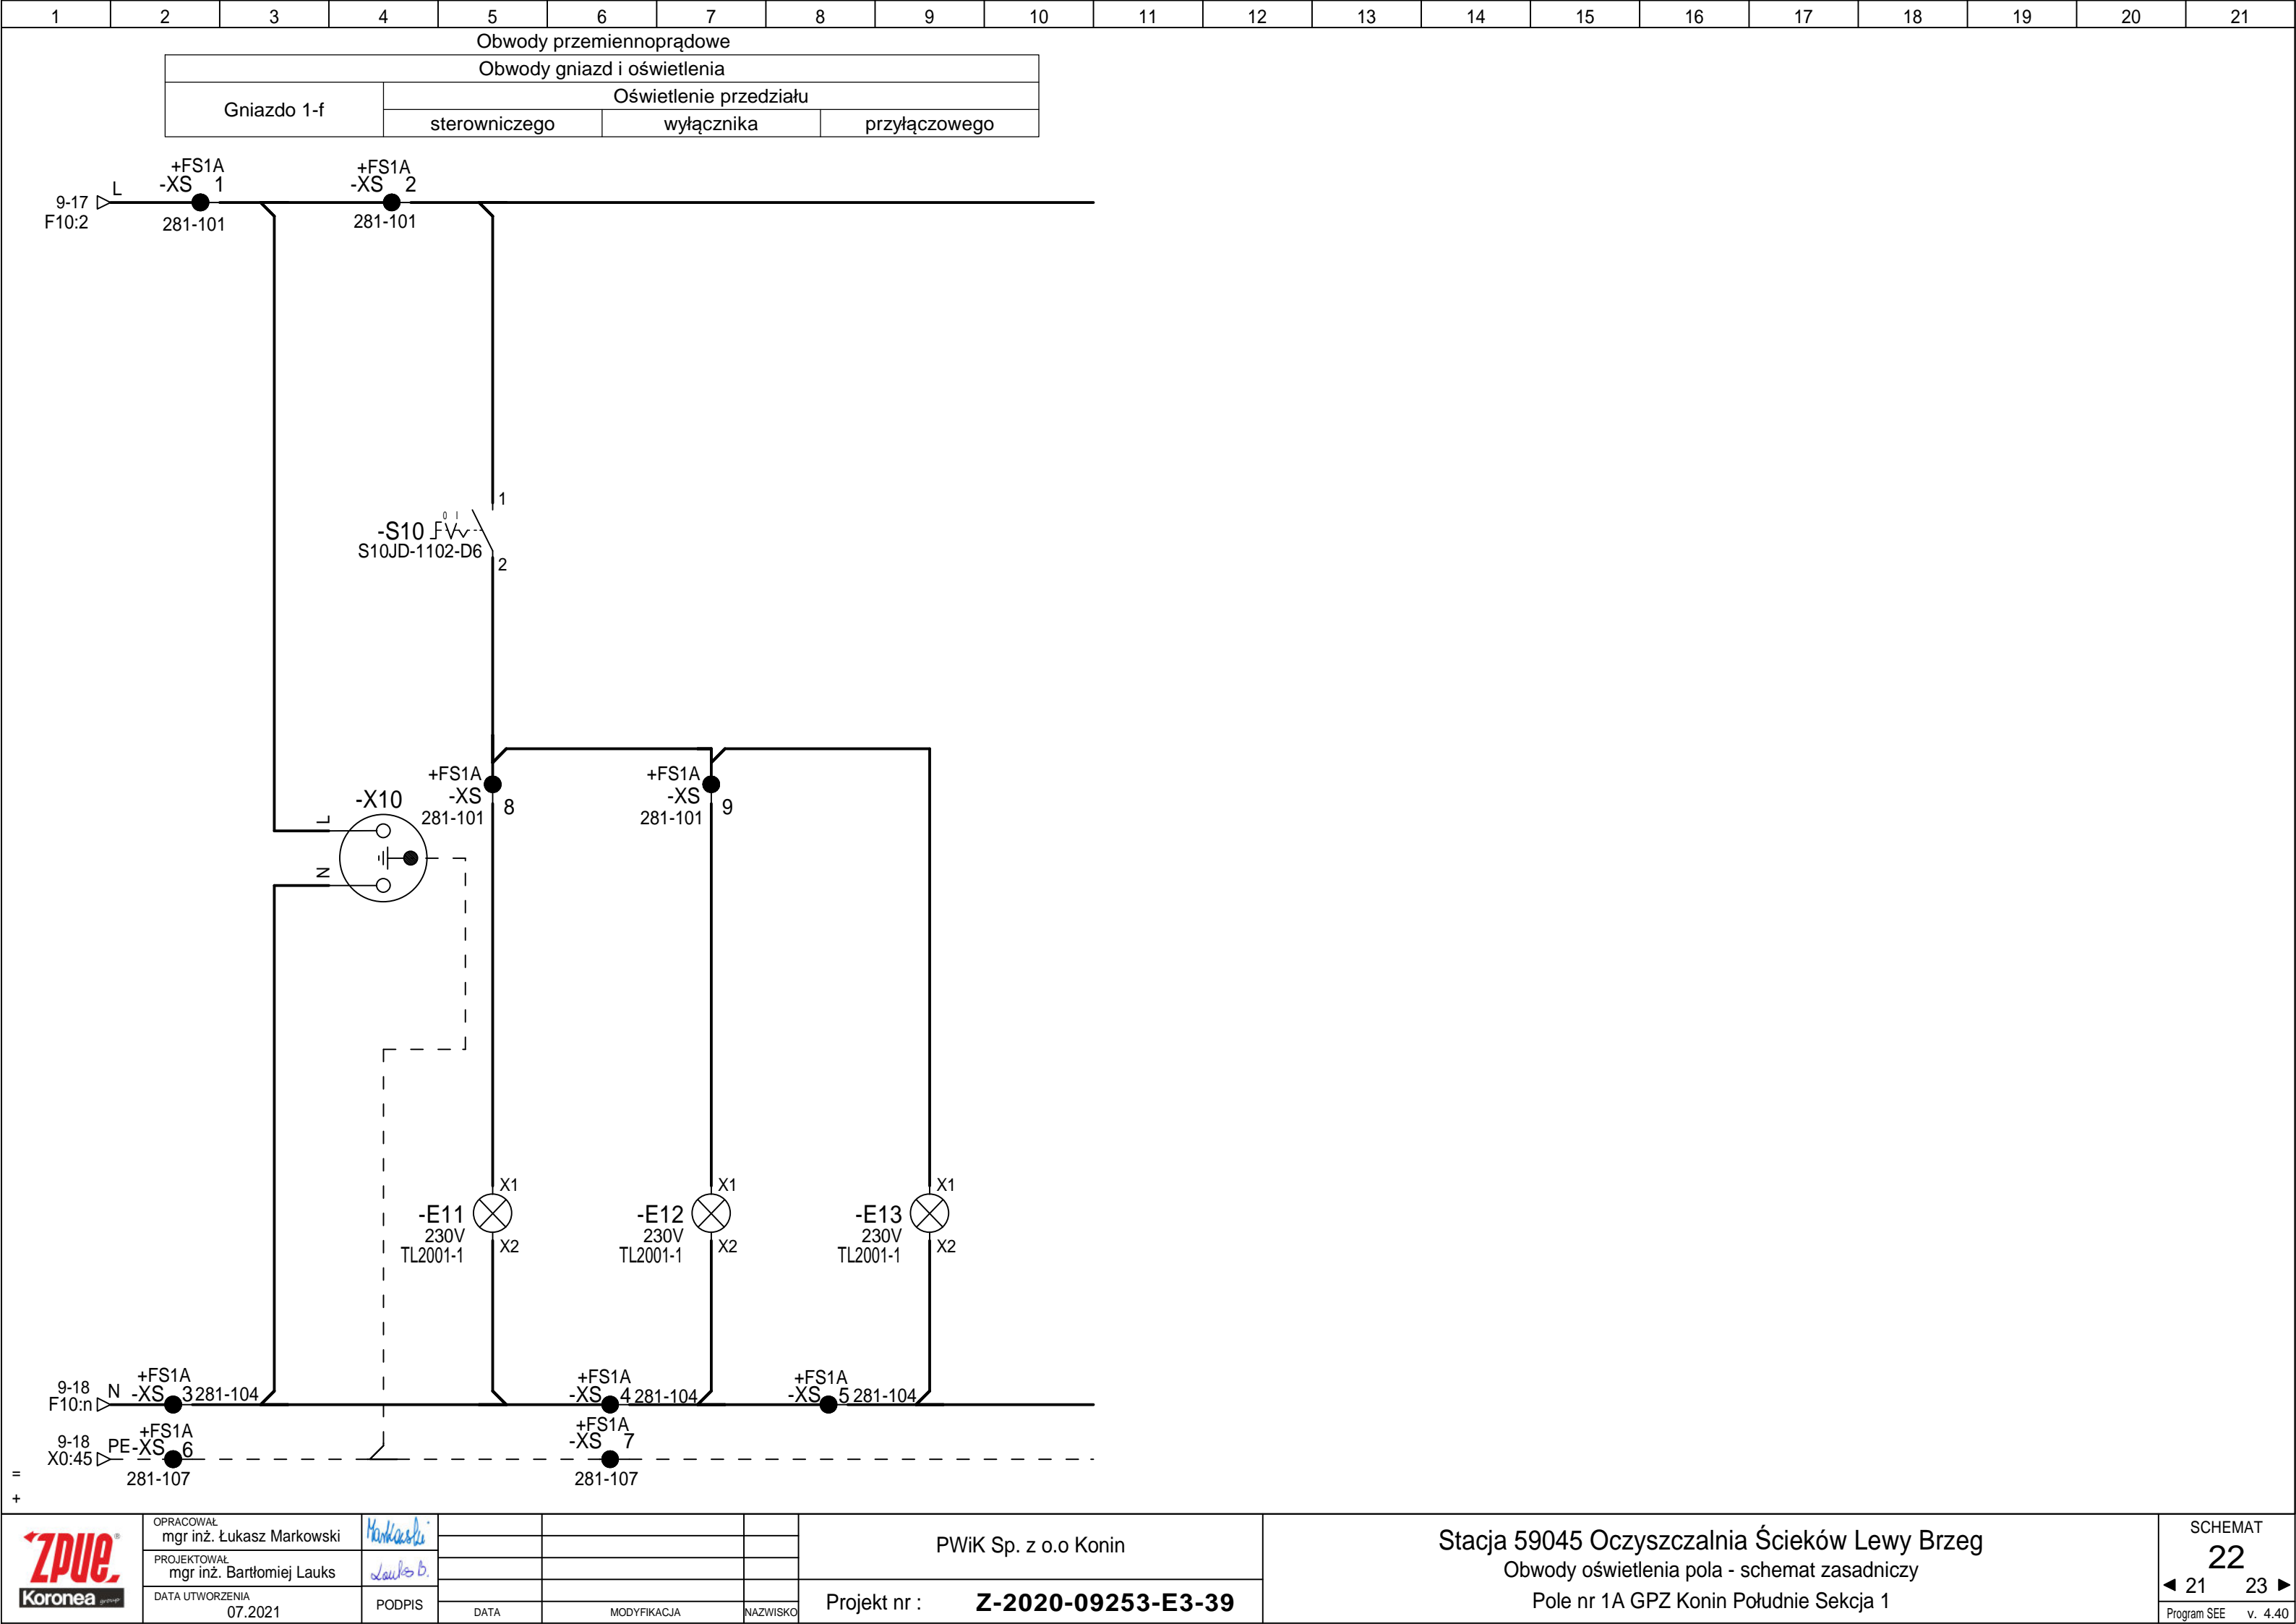 1 2 3 4 5 6 7 8 9 10 11 12 13 14 15 16 17 18 19 20 21
Obwody przemiennoprądowe
Obwody gniazd i oświetlenia
Gniazdo 1-f
Oświetlenie przedziału
sterowniczego wyłącznika przyłączowego
+FS1A +FS1A
-XS 1 -XS 2
9-17 L
F10:2
281-101 281-101
1
0 I
-S10
S10JD-1102-D6
2
+FS1A +FS1A
-XS 8 -XS 9
281-101 281-101
-X10
L
N
X1 X1 X1
-E11 -E12 -E13
230V 230V 230V
TL2001-1 TL2001-1 TL2001-1
X2 X2 X2
+FS1A +FS1A +FS1A
9-18 N -XS 3 281-104 -XS 4 281-104 -XS 5 281-104
F10:n
+FS1A +FS1A
9-18 PE -XS 6 -XS 7
X0:45
281-107 281-107
=
+
ZPUE ®
Koronea group
OPRACOWAŁ
mgr inż. Łukasz Markowski
Markowski
PROJEKTOWAŁ
mgr inż. Bartłomiej Lauks
Lauks B.
DATA UTWORZENIA
07.2021
PODPIS
DATA MODYFIKACJA NAZWISKO
PWiK Sp. z o.o Konin
Projekt nr : Z-2020-09253-E3-39
Stacja 59045 Oczyszczalnia Ścieków Lewy Brzeg
Obwody oświetlenia pola - schemat zasadniczy
Pole nr 1A GPZ Konin Południe Sekcja 1
SCHEMAT
22
21 23
Program SEE v. 4.40